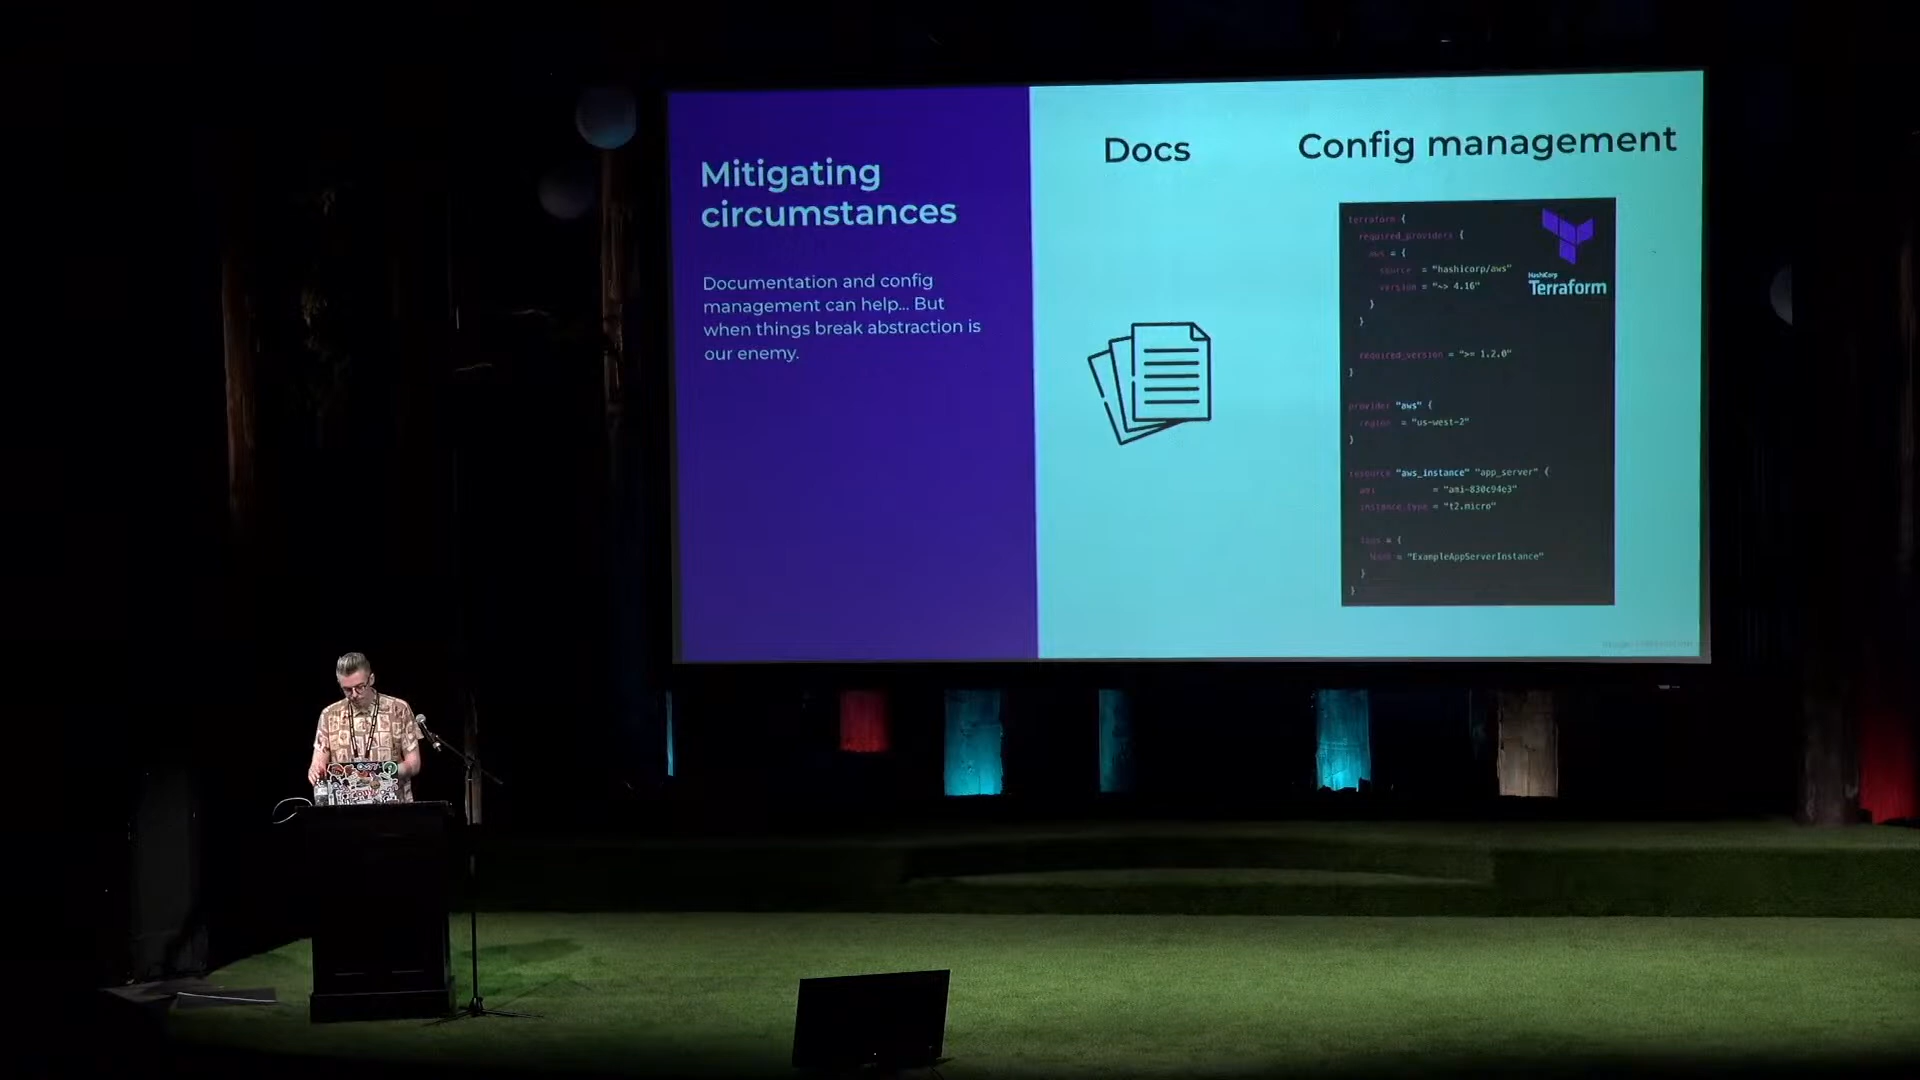 Mitigating
circumstances
Documentation and config
management can help... But
when things break abstraction is
our enemy.
Docs
Config management
terraform {
required_providers {
aws = {
source = "hashicorp/aws"
version = "~> 4.16"
}
}
required_version = ">= 1.2.0"
}
provider "aws" {
region = "us-west-2"
}
resource "aws_instance" "app_server" {
ami = "ami-830c94e3"
instance_type = "t2.micro"
tags = {
Name = "ExampleAppServerInstance"
}
}
HashiCorp
Terraform